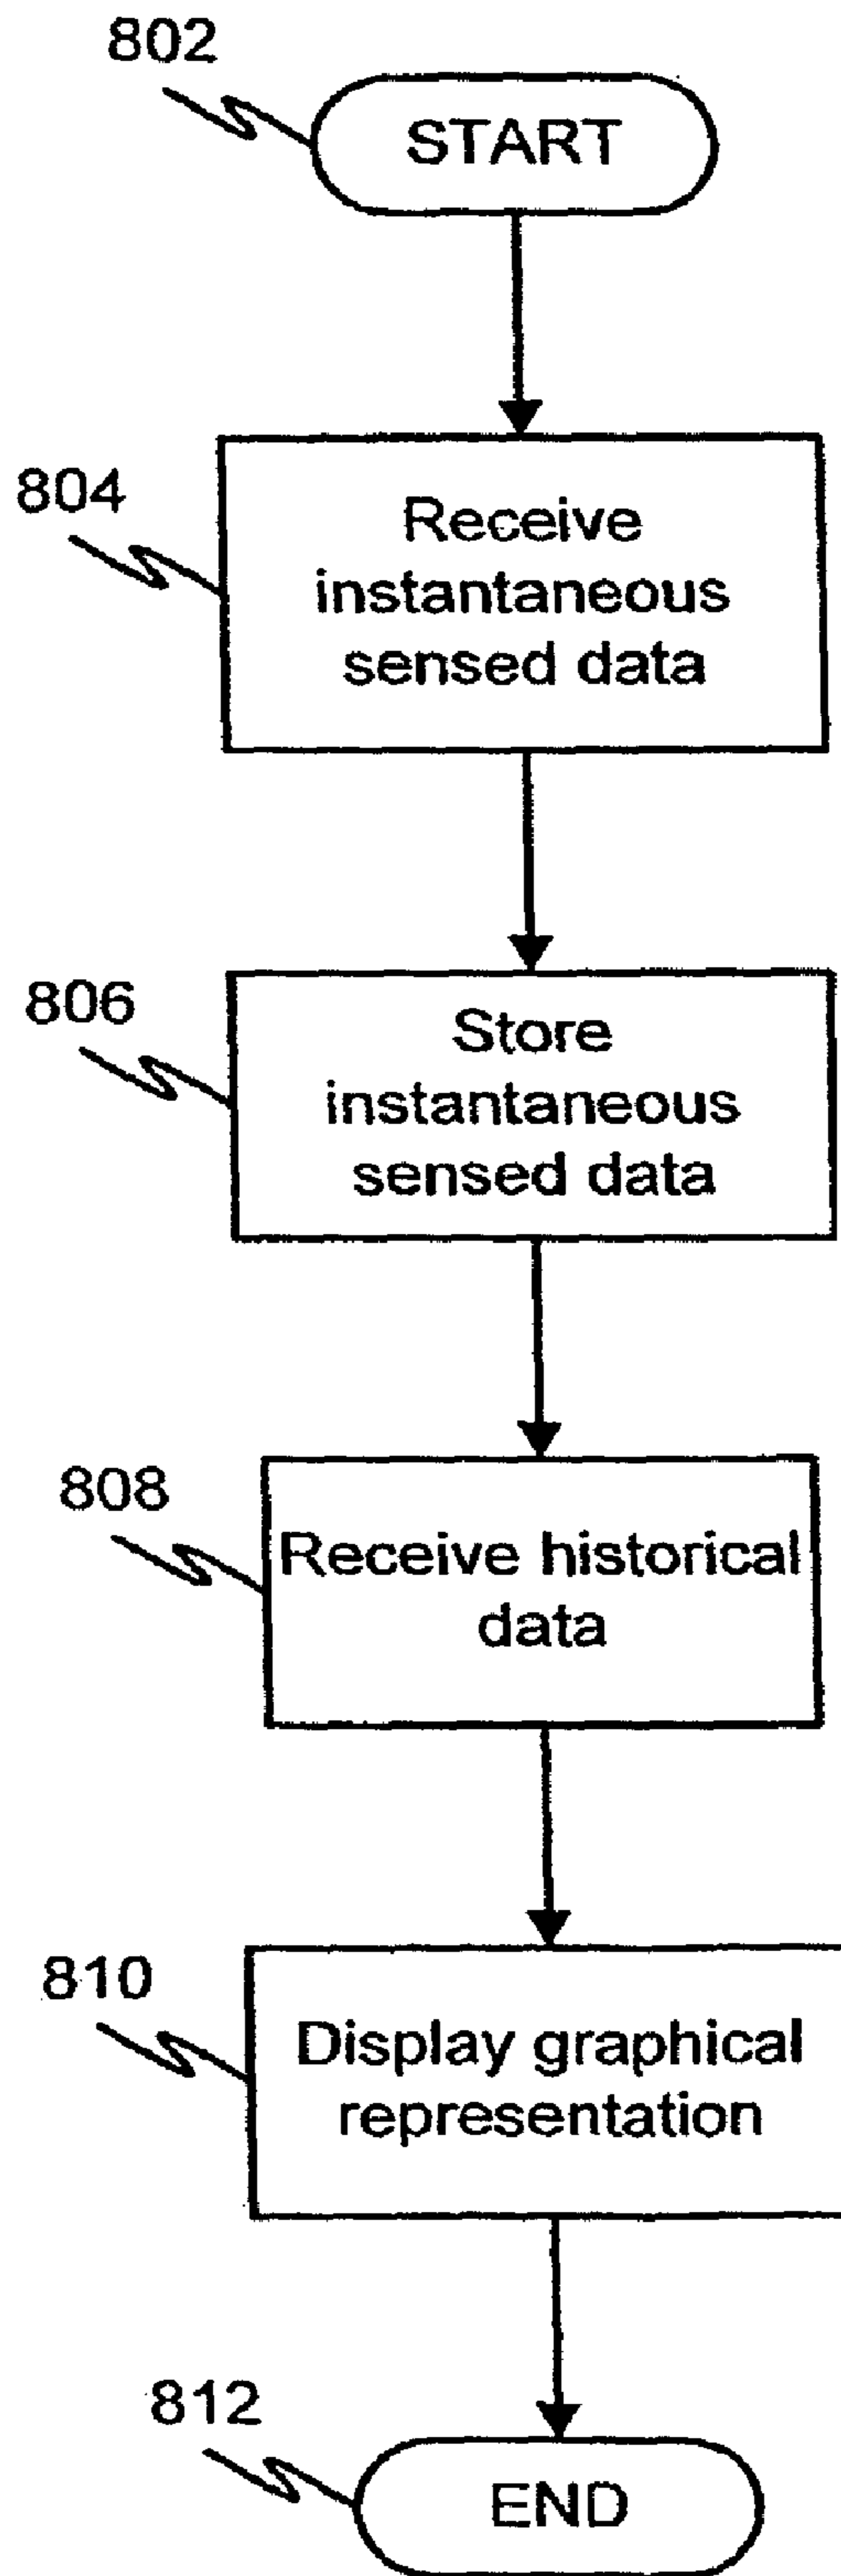 802
START
804
Receive
instantaneous
sensed data
806
Store
instantaneous
sensed data
808
Receive historical
data
810
Display graphical
representation
812
END